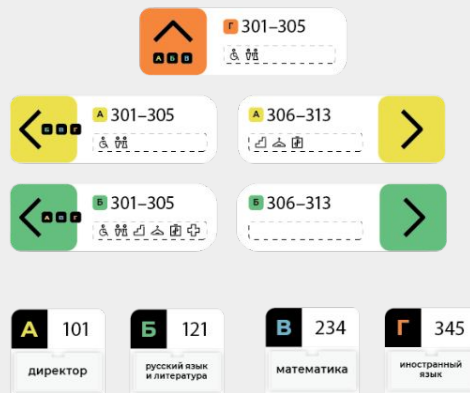 Г 301–305
А Б В
А 301–305
Б В Г
А 306–313
Б 301–305
А В Г
Б 306–313
А 101
директор
Б 121
русский язык
и литература
В 234
математика
Г 345
иностранный
язык